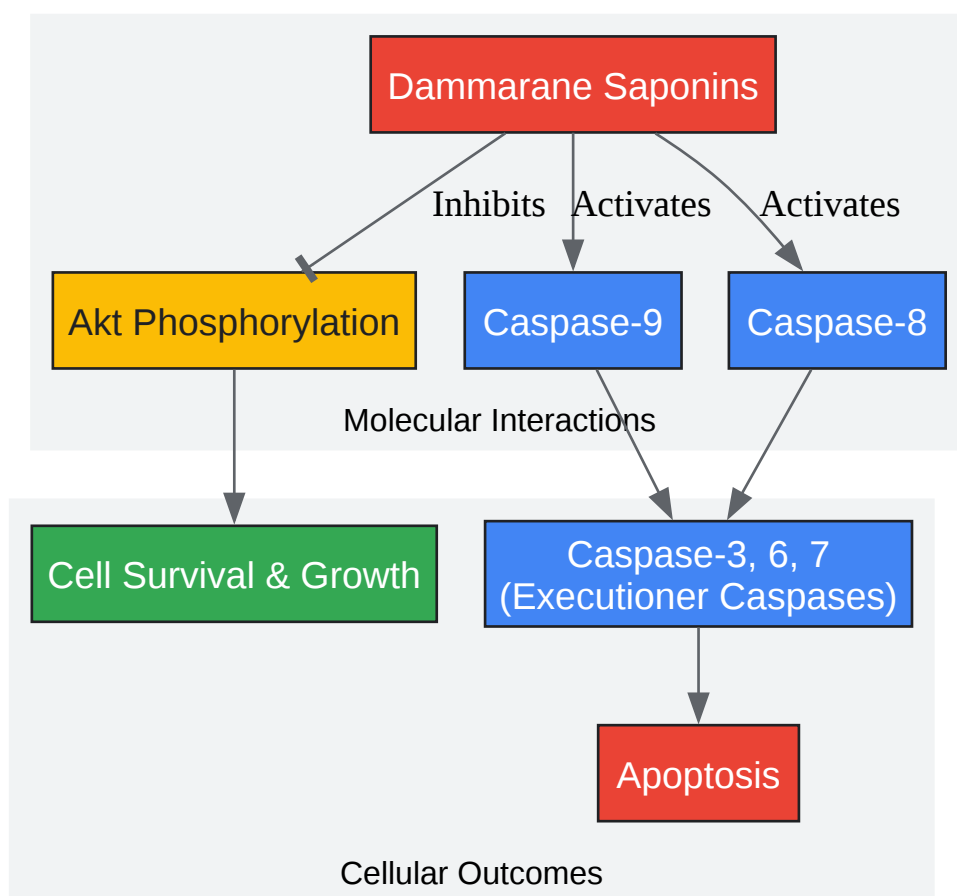 Dammarane Saponins
Inhibits
Activates
Activates
Akt Phosphorylation
Caspase-9
Caspase-8
Molecular Interactions
Cell Survival & Growth
Caspase-3, 6, 7
(Executioner Caspases)
Apoptosis
Cellular Outcomes